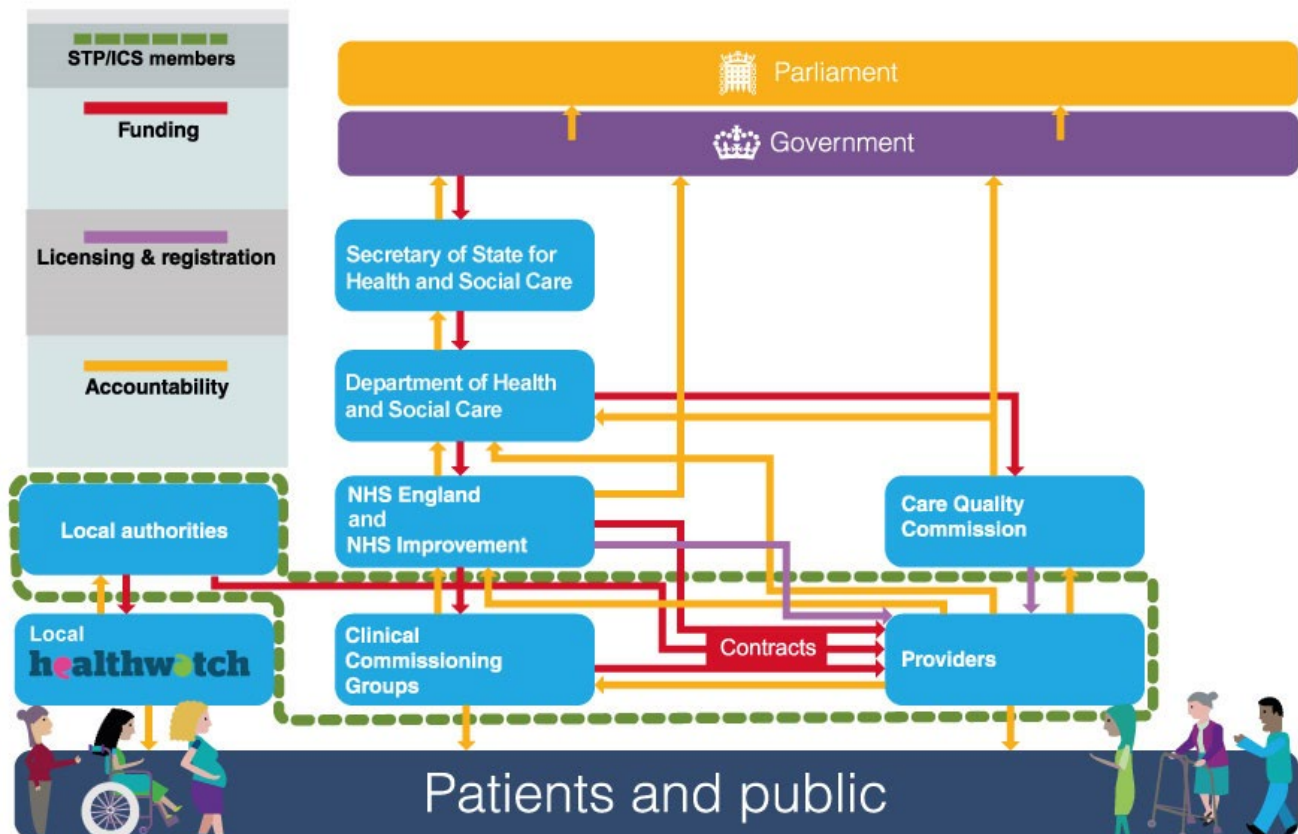 STP/ICS members
Funding
Licensing & registration
Accountability
Parliament
Government
Secretary of State for
Health and Social Care
Department of Health
and Social Care
NHS England
and
NHS Improvement
Care Quality
Commission
Local authorities
Local
healthwatch
Clinical
Commissioning
Groups
Contracts
Providers
Patients and public